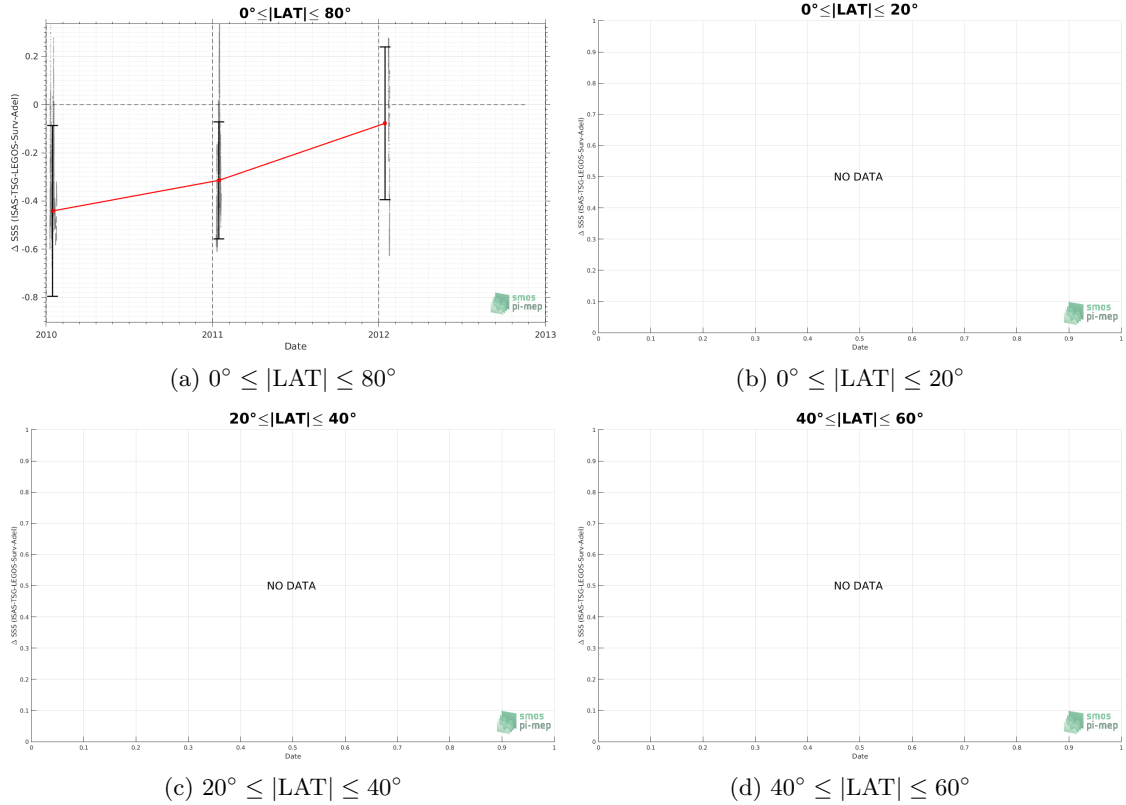 0°≤|LAT|≤ 80°
Δ SSS (ISAS-TSG-LEGOS-Surv-Adel)
0.2
0
-0.2
-0.4
-0.6
-0.8
2010
2011
2012
2013
Date
smos
pi-mep
(a) 0° ≤ |LAT| ≤ 80°
0°≤|LAT|≤ 20°
Δ SSS (ISAS-TSG-LEGOS-Surv-Adel)
1
0.9
0.8
0.7
0.6
0.5
0.4
0.3
0.2
0.1
0
NO DATA
0 0.1 0.2 0.3 0.4 0.5 0.6 0.7 0.8 0.9 1
Date
smos
pi-mep
(b) 0° ≤ |LAT| ≤ 20°
20°≤|LAT|≤ 40°
Δ SSS (ISAS-TSG-LEGOS-Surv-Adel)
1
0.9
0.8
0.7
0.6
0.5
0.4
0.3
0.2
0.1
0
NO DATA
0 0.1 0.2 0.3 0.4 0.5 0.6 0.7 0.8 0.9 1
Date
smos
pi-mep
(c) 20° ≤ |LAT| ≤ 40°
40°≤|LAT|≤ 60°
Δ SSS (ISAS-TSG-LEGOS-Surv-Adel)
1
0.9
0.8
0.7
0.6
0.5
0.4
0.3
0.2
0.1
0
NO DATA
0 0.1 0.2 0.3 0.4 0.5 0.6 0.7 0.8 0.9 1
Date
smos
pi-mep
(d) 40° ≤ |LAT| ≤ 60°